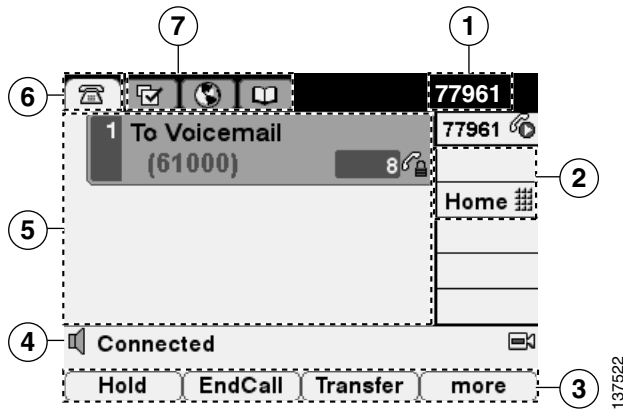 7
1
6
77961
77961
1 To Voicemail
(61000)
8
2
Home
5
4
Connected
Hold
EndCall
Transfer
more
3
137522